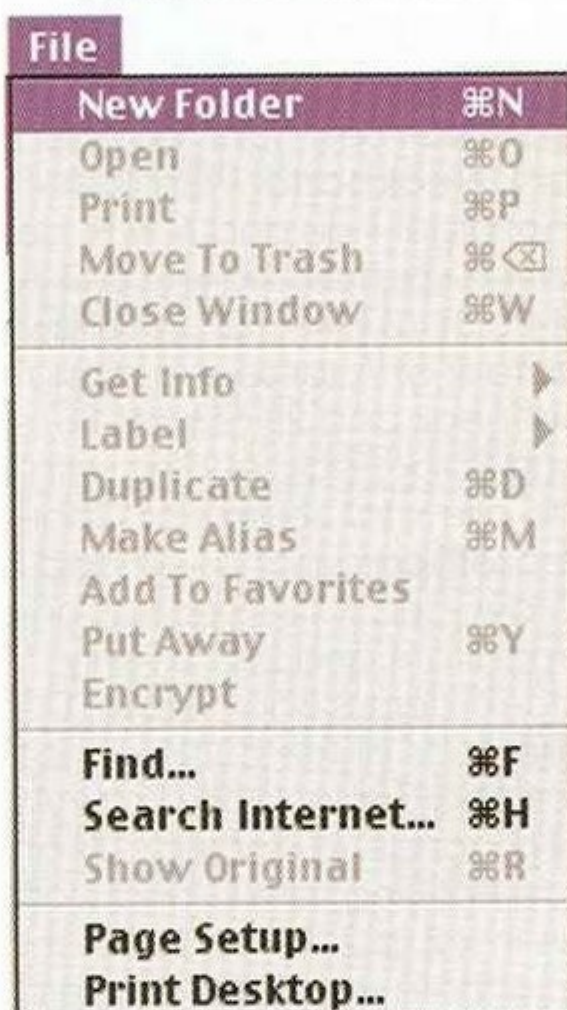 File
New Folder ⌘N
Open ⌘O
Print ⌘P
Move To Trash ⌘⌫
Close Window ⌘W
Get Info ▶
Label ▶
Duplicate ⌘D
Make Alias ⌘M
Add To Favorites
Put Away ⌘Y
Encrypt
Find... ⌘F
Search Internet... ⌘H
Show Original ⌘R
Page Setup...
Print Desktop...